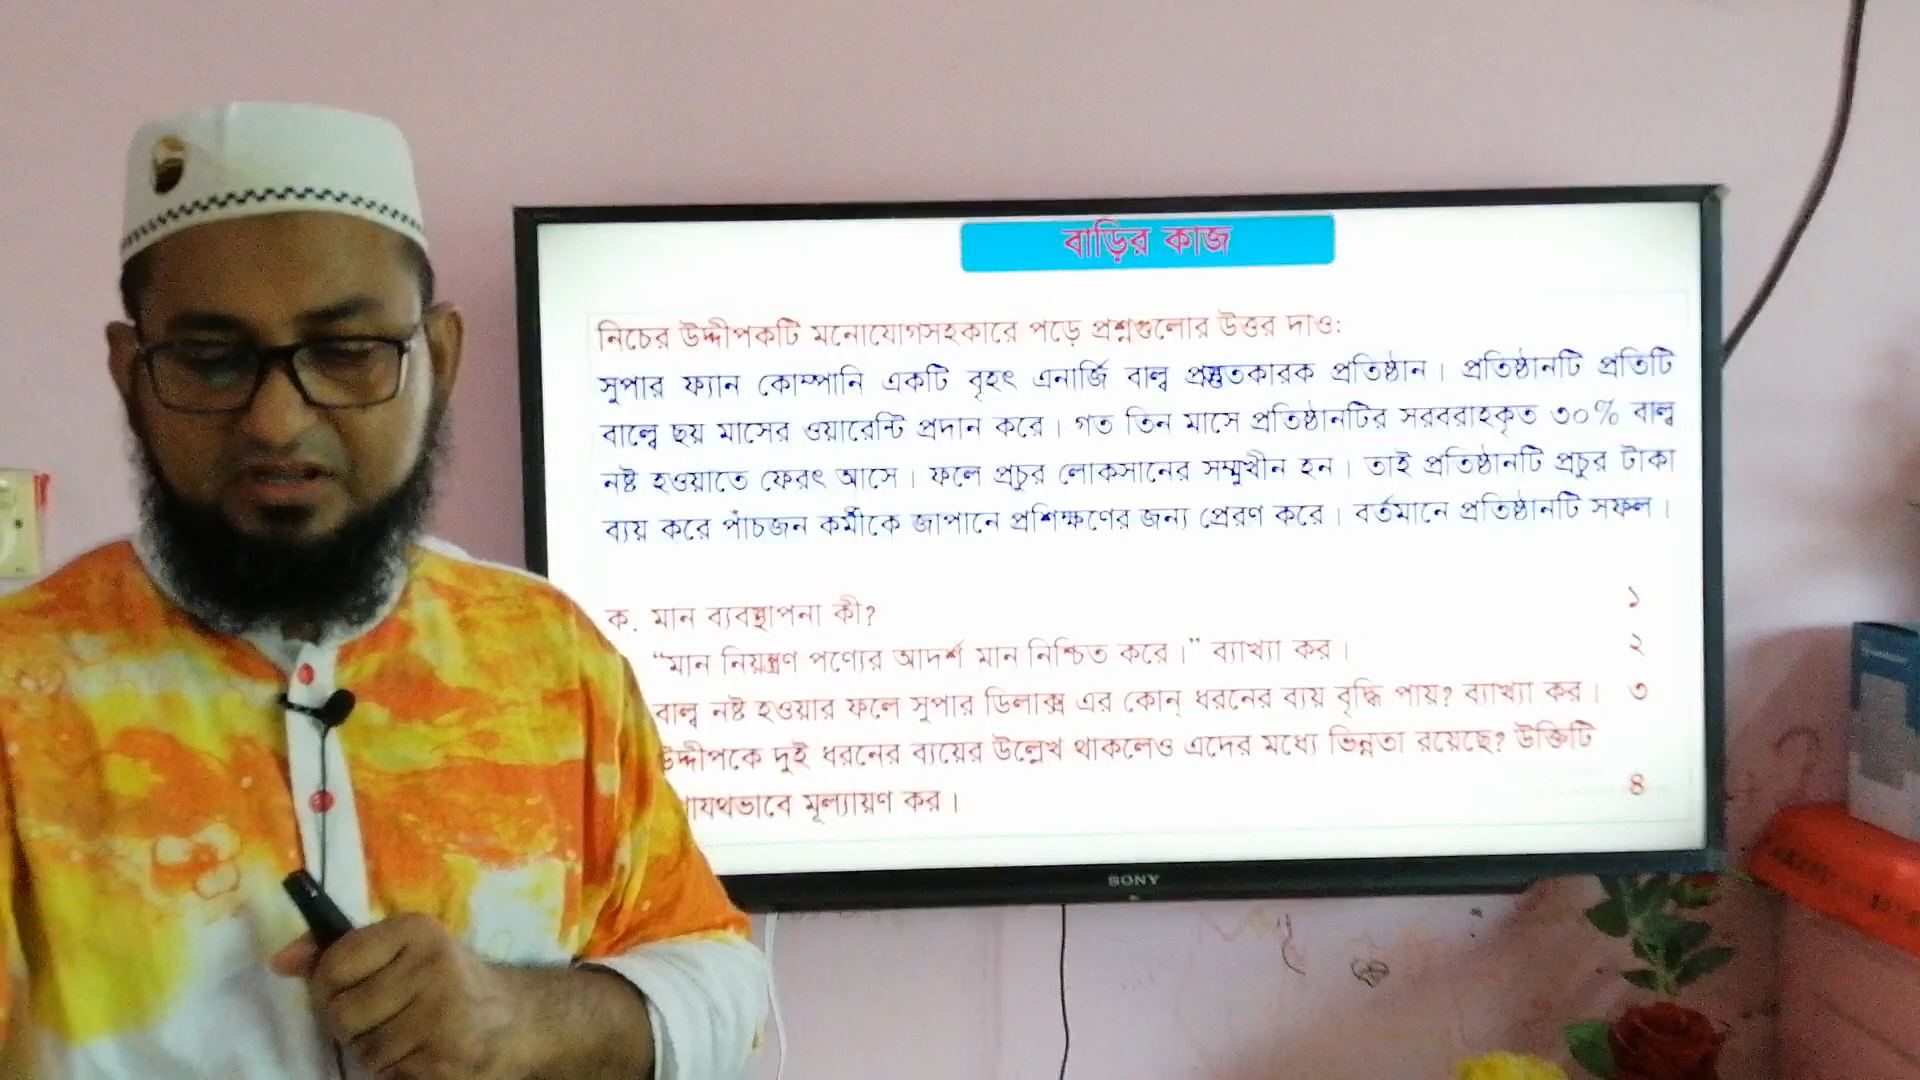 বাড়ির কাজ
নিচের উদ্দীপকটি মনোযোগসহকারে পড়ে প্রশ্নগুলোর উত্তর দাও:
সুপার ফ্যান কোম্পানি একটি বৃহৎ এনার্জি বাল্ব প্রস্তুতকারক প্রতিষ্ঠান। প্রতিষ্ঠানটি প্রতিটি
বাল্বে ছয় মাসের ওয়ারেন্টি প্রদান করে। গত তিন মাসে প্রতিষ্ঠানটির সরবরাহকৃত ৩০% বাল্ব
নষ্ট হওয়াতে ফেরৎ আসে। ফলে প্রচুর লোকসানের সম্মুখীন হন। তাই প্রতিষ্ঠানটি প্রচুর টাকা
ব্যয় করে পাঁচজন কর্মীকে জাপানে প্রশিক্ষণের জন্য প্রেরণ করে। বর্তমানে প্রতিষ্ঠানটি সফল।
ক. মান ব্যবস্থাপনা কী? ১
“মান নিয়ন্ত্রণ পণ্যের আদর্শ মান নিশ্চিত করে।” ব্যাখ্যা কর। ২
বাল্ব নষ্ট হওয়ার ফলে সুপার ডিলাক্স এর কোন্ ধরনের ব্যয় বৃদ্ধি পায়? ব্যাখ্যা কর। ৩
উদ্দীপকে দুই ধরনের ব্যয়ের উল্লেখ থাকলেও এদের মধ্যে ভিন্নতা রয়েছে? উক্তিটি
মূল্যায়ণ কর। ৪
SONY